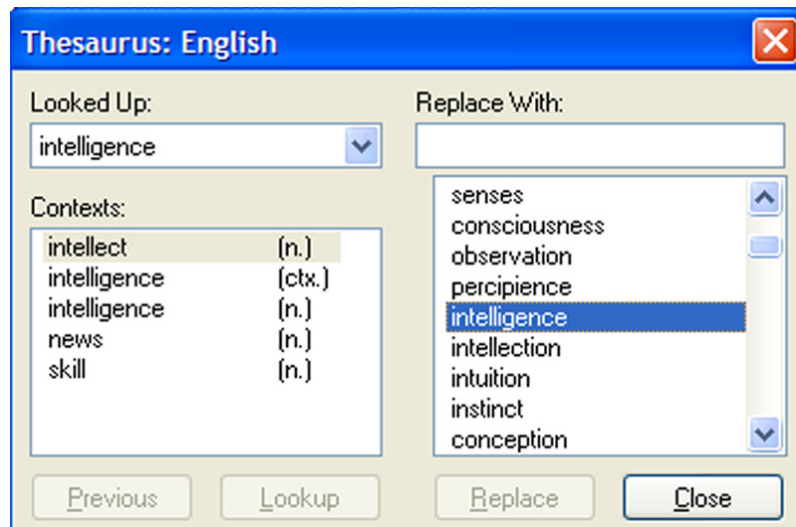 Thesaurus: English
Looked Up:
intelligence
Contexts:
intellect (n.)
intelligence (ctx.)
intelligence (n.)
news (n.)
skill (n.)
Replace With:
senses
consciousness
observation
percipience
intelligence
intellection
intuition
instinct
conception
Previous
Lookup
Replace
Close